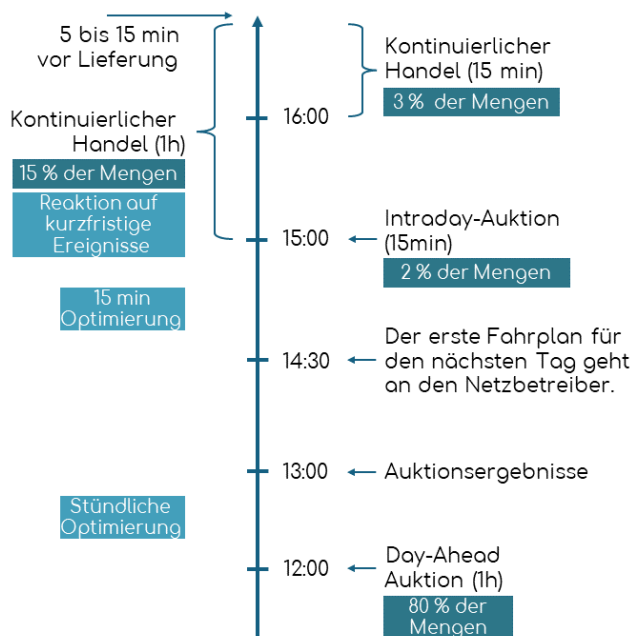 5 bis 15 min
vor Lieferung
Kontinuierlicher
Handel (15 min)
3 % der Mengen
16:00
Kontinuierlicher
Handel (1h)
15 % der Mengen
Reaktion auf
kurzfristige
Ereignisse
15:00
Intraday-Auktion
(15min)
2 % der Mengen
15 min
Optimierung
14:30
Der erste Fahrplan für
den nächsten Tag geht
an den Netzbetreiber.
13:00
Auktionsergebnisse
Stündliche
Optimierung
12:00
Day-Ahead
Auktion (1h)
80 % der
Mengen